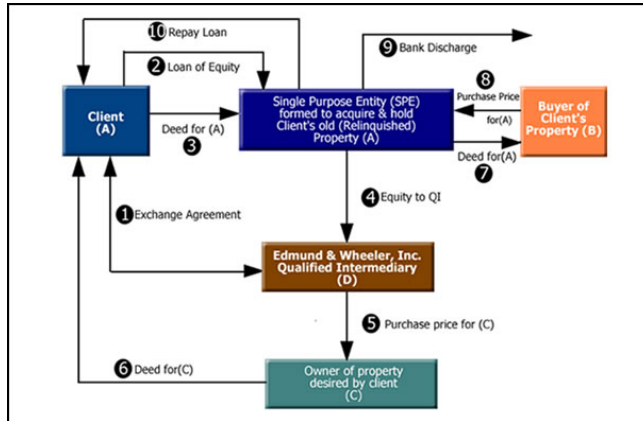 10 Repay Loan
9 Bank Discharge
2 Loan of Equity
8
Purchase Price
for(A)
Client
(A)
Deed for (A)
3
Single Purpose Entity (SPE)
formed to acquire & hold
Client's old (Relinquished)
Property (A)
Buyer of
Client's
Property (B)
Deed for(A)
7
4 Equity to QI
1 Exchange Agreement
Edmund & Wheeler, Inc.
Qualified Intermediary
(D)
5 Purchase price for (C)
6 Deed for(C)
Owner of property
desired by client
(C)